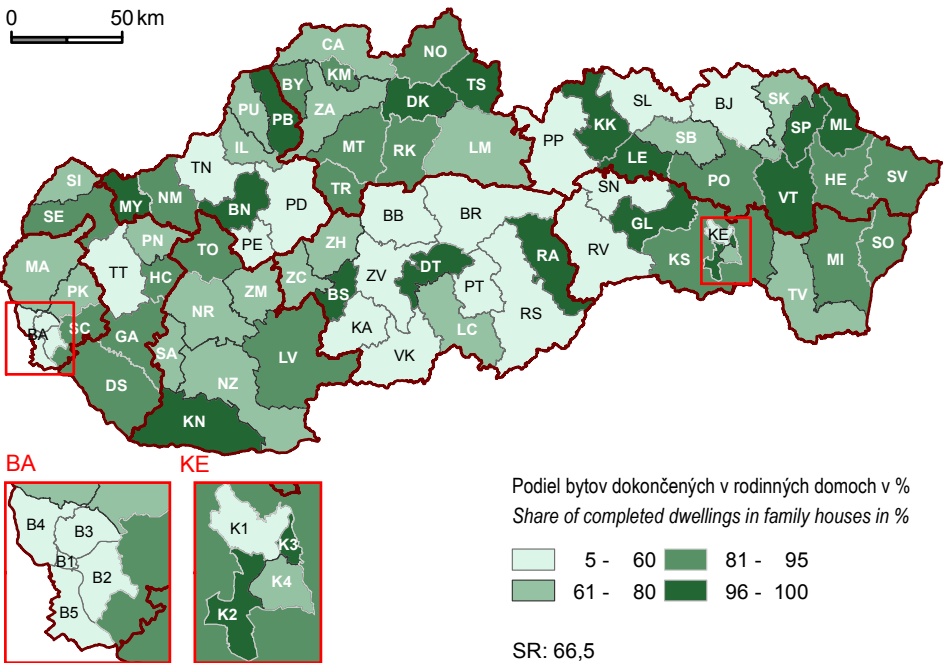 0 50 km
CA
NO
KM
BY
TS
PU
ZA
PB
DK
SL
BJ
SK
KK
PP
SP
ML
IL
MT
RK
LM
SB
LE
TN
PO
HE
SV
SI
TR
SN
VT
MY
NM
BN
PD
BB
BR
GL
KE
SE
PE
ZH
RV
SO
PN
TO
KS
MI
MA
TT
RA
DT
ZV
HC
ZM
ZC
PK
PT
TV
BS
NR
SC
RS
BA
GA
KA
LC
LV
SA
VK
DS
NZ
KN
BA
KE
B4
B3
B1
B2
B5
K1
K3
K4
K2
Podiel bytov dokončených v rodinných domoch v %
Share of completed dwellings in family houses in %
5 - 60 81 - 95
61 - 80 96 - 100
SR: 66,5